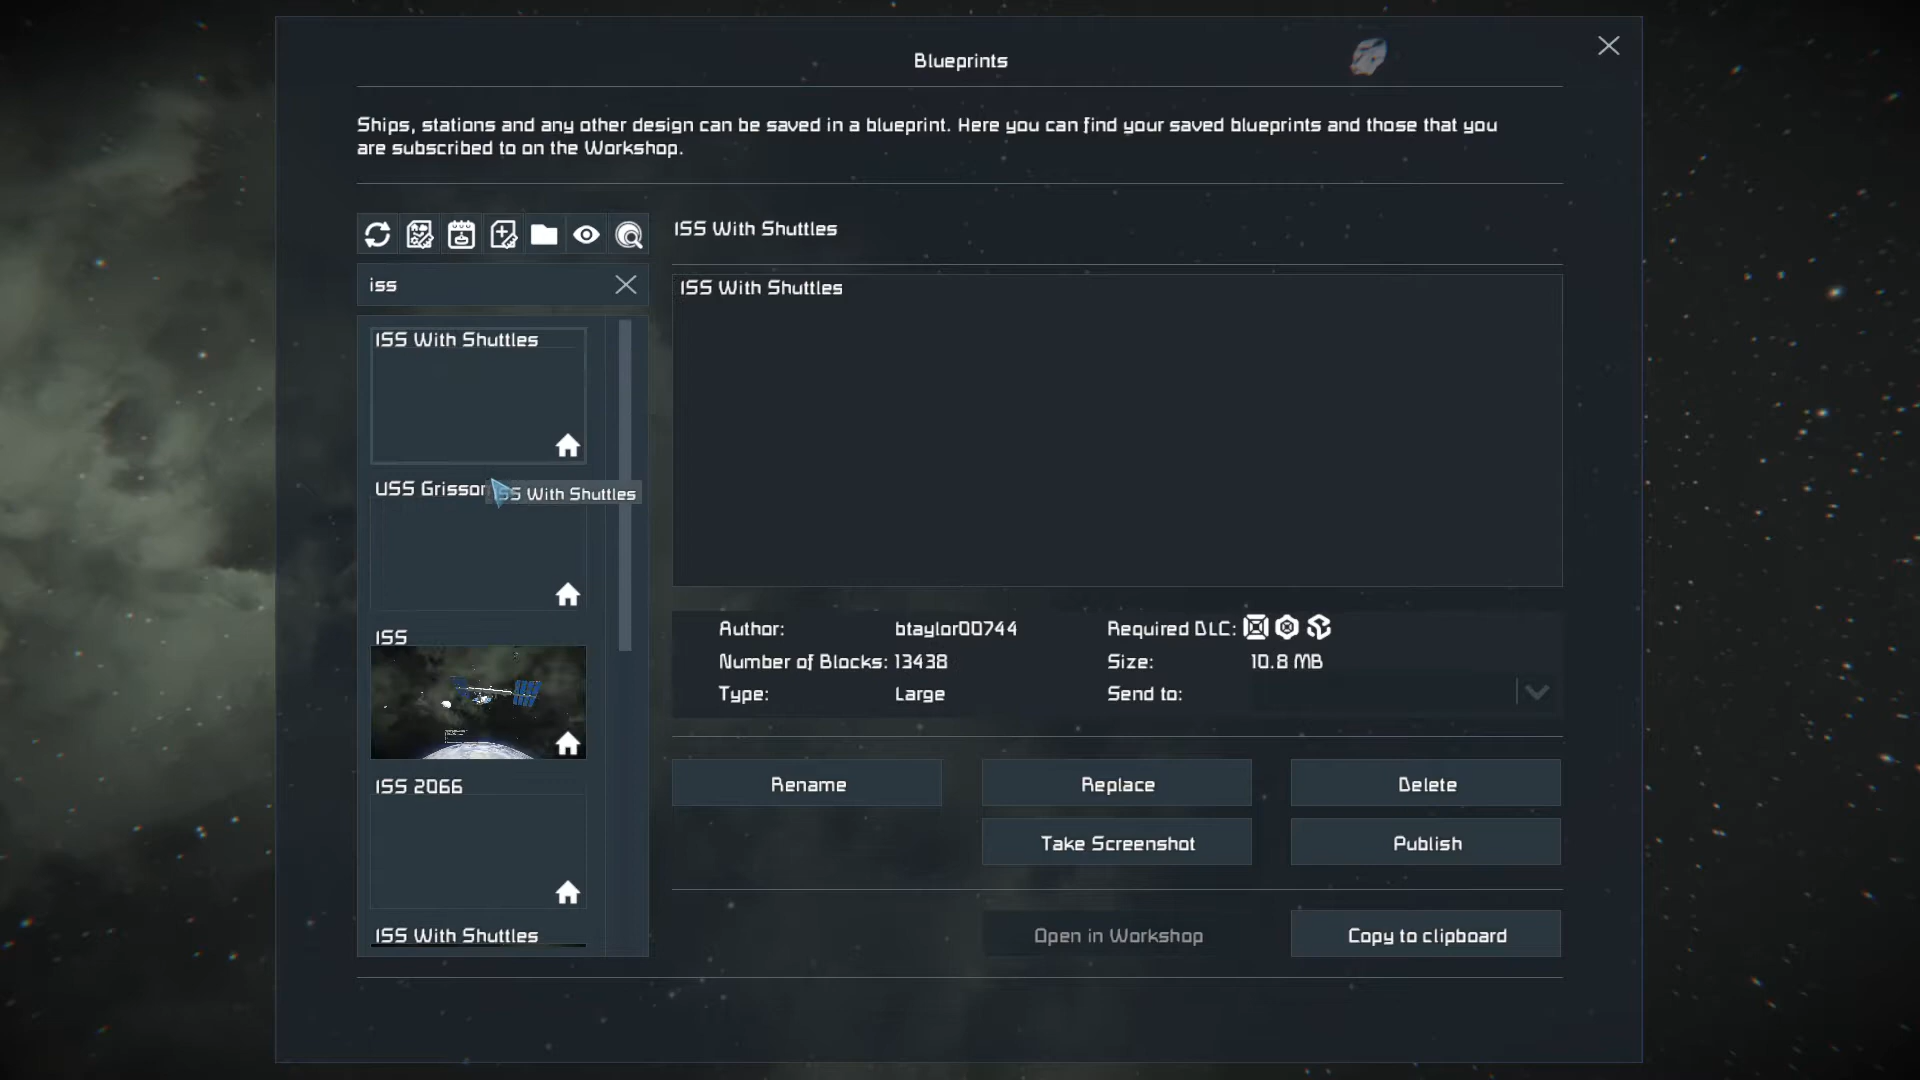 Blueprints
Ships, stations and any other design can be saved in a blueprint. Here you can find your saved blueprints and those that you
are subscribed to on the Workshop.
iss
ISS With Shuttles
USS Grissom
ISS With Shuttles
ISS
ISS 2066
ISS With Shuttles
ISS With Shuttles
ISS With Shuttles
Author: btaylor00744
Number of Blocks: 13438
Type: Large
Required DLC:
Size: 10.8 MB
Send to:
Rename
Replace
Delete
Take Screenshot
Publish
Open in Workshop
Copy to clipboard